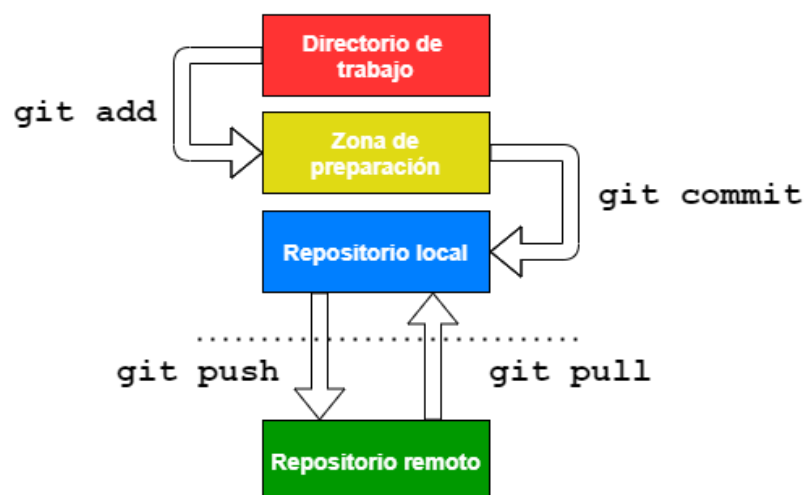 Directorio de
trabajo
git add
Zona de
preparación
git commit
Repositorio local
git push
git pull
Repositorio remoto